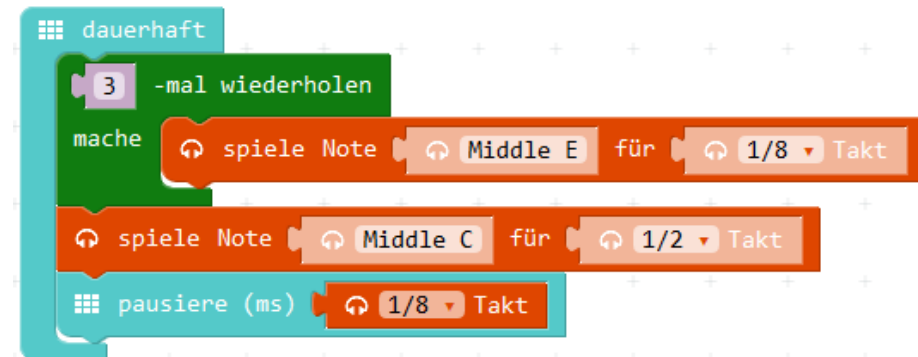 dauerhaft
3 -mal wiederholen
mache spiele Note Middle E für 1/8 Takt
spiele Note Middle C für 1/2 Takt
pausiere (ms) 1/8 Takt